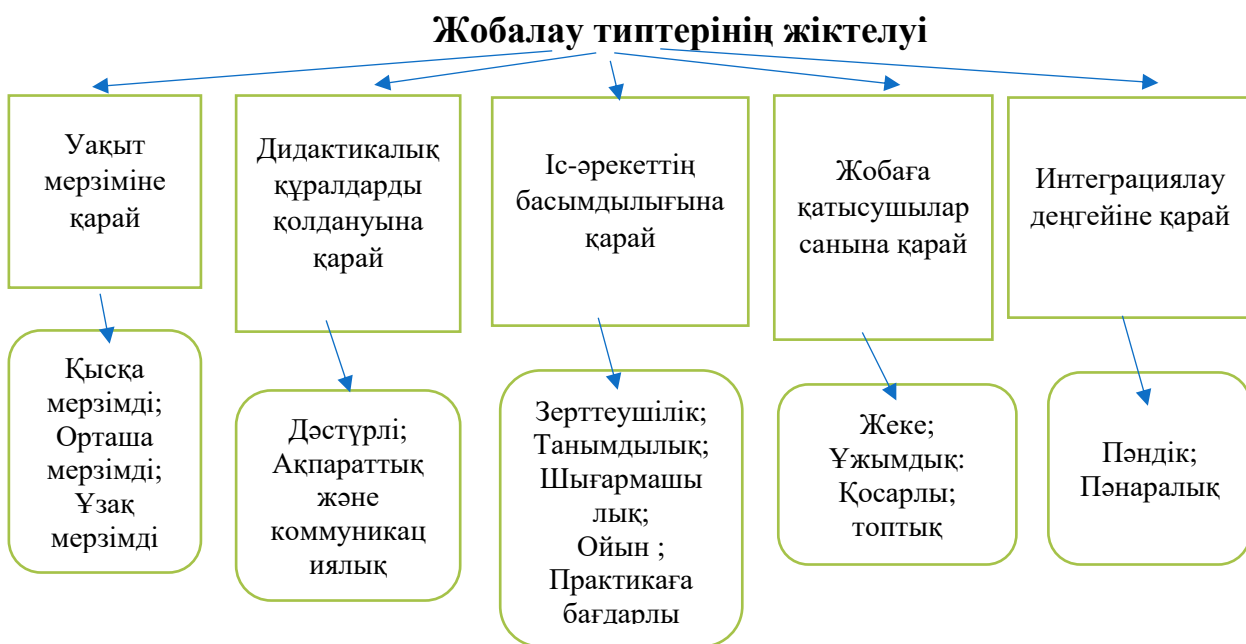 Жобалау типтерінің жіктелуі
Уақыт
мерзіміне
қарай
Дидактикалық
құралдарды
қолдануына
қарай
Іс-әрекеттің
басымдылығына
қарай
Жобаға
қатысушылар
санына қарай
Интеграциялау
деңгейіне қарай
Қысқа
мерзімді;
Орташа
мерзімді;
Ұзақ
мерзімді
Дәстүрлі;
Ақпараттық
және
коммуникац
иялық
Зерттеушілік;
Танымдылық;
Шығармашы
лық;
Ойын ;
Практикаға
бағдарлы
Жеке;
Ұжымдық:
Қосарлы;
топтық
Пәндік;
Пәнаралық